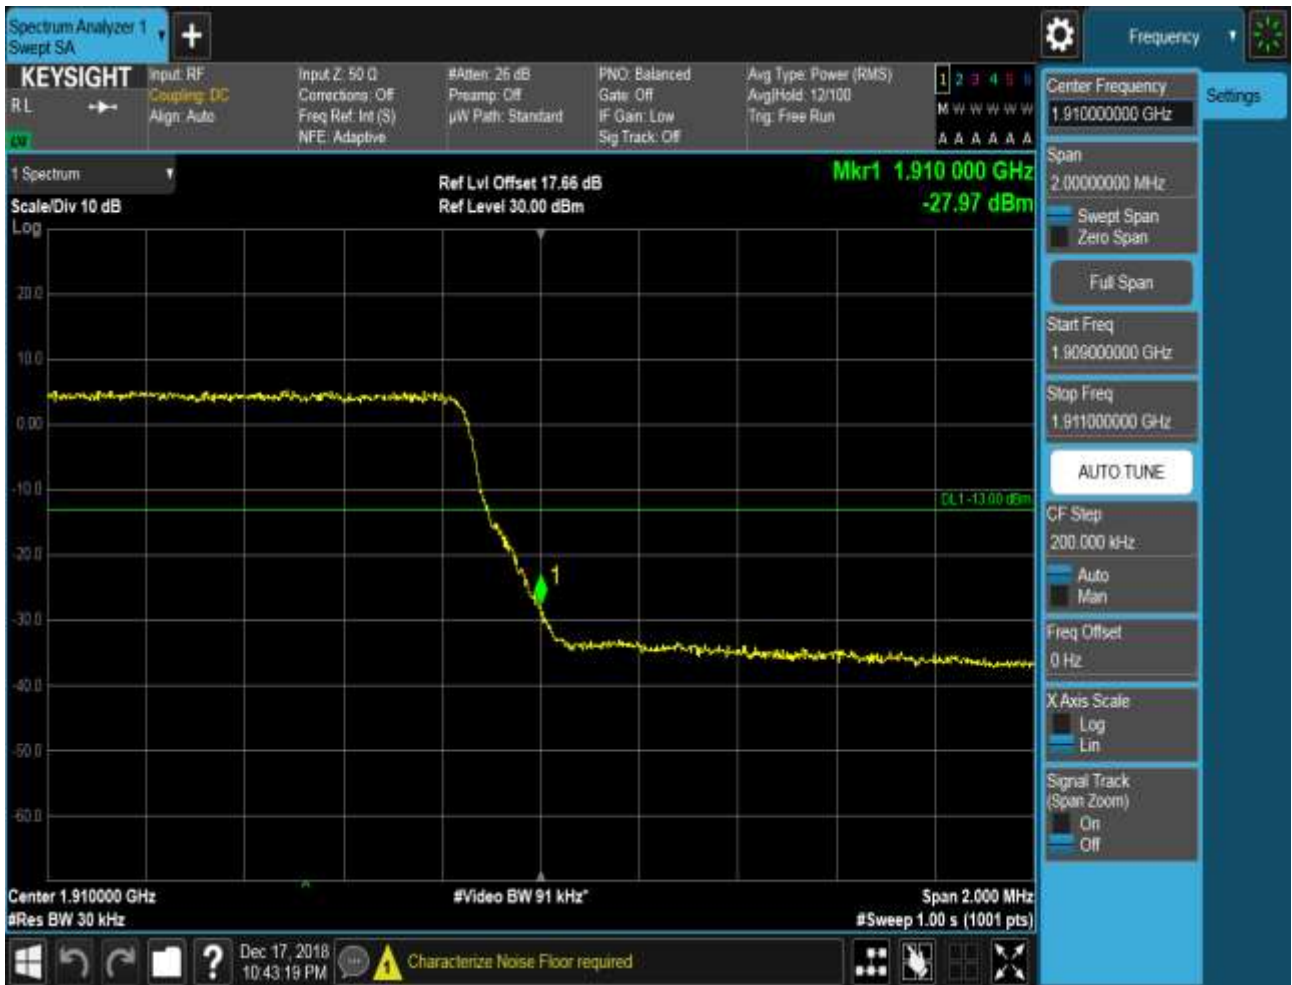 Spectrum Analyzer 1
Swept SA
+
Frequency
KEYSIGHT
RL
Input: RF
Coupling: DC
Align: Auto
Input Z: 50 Ω
Corrections: Off
Freq Ref: Int (S)
NFE: Adaptive
#Atten: 26 dB
Preamp: Off
µW Path: Standard
PNO: Balanced
Gate: Off
IF Gain: Low
Sig Track: Off
Avg Type: Power (RMS)
Avg|Hold: 12/100
Trig: Free Run
1 2 3 4 5 6
M W W W W W
A A A A A A
1 Spectrum
Scale/Div 10 dB
Ref Lvl Offset 17.66 dB
Ref Level 30.00 dBm
Mkr1 1.910 000 GHz
-27.97 dBm
Log
20.0
10.0
0.00
-10.0
-20.0
-30.0
-40.0
-50.0
-60.0
DL1 -13.00 dBm
1
Center 1.910000 GHz
#Res BW 30 kHz
#Video BW 91 kHz*
Span 2.000 MHz
#Sweep 1.00 s (1001 pts)
Center Frequency
1.910000000 GHz
Settings
Span
2.00000000 MHz
Swept Span
Zero Span
Full Span
Start Freq
1.909000000 GHz
Stop Freq
1.911000000 GHz
AUTO TUNE
CF Step
200.000 kHz
Auto
Man
Freq Offset
0 Hz
X Axis Scale
Log
Lin
Signal Track
(Span Zoom)
On
Off
?
Dec 17, 2018
10:43:19 PM
1
Characterize Noise Floor required